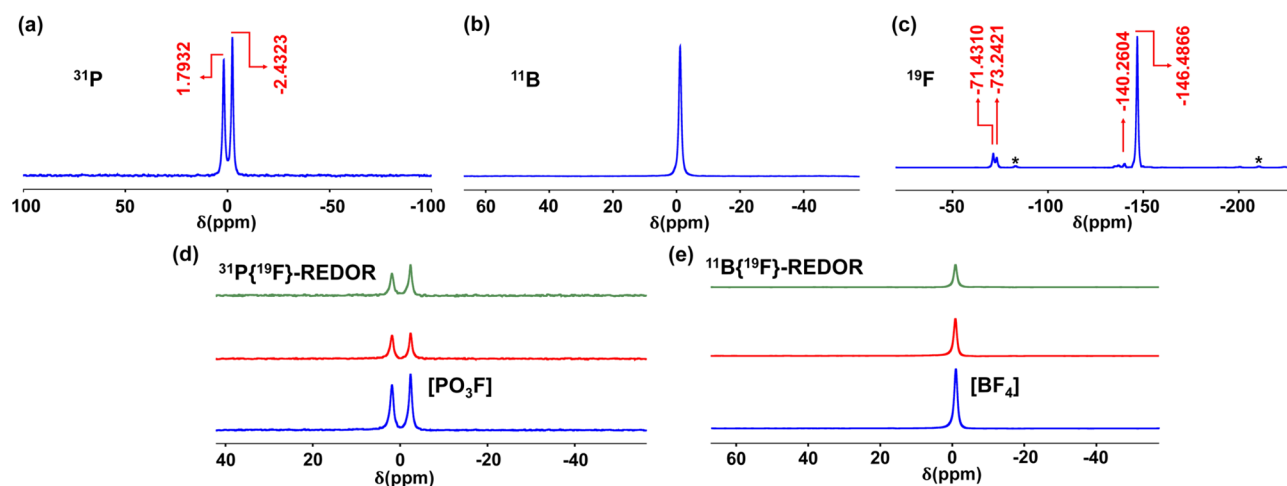 (a)
³¹P
1.7932
-2.4323
100 50 0 -50 -100
δ(ppm)
(b)
¹¹B
60 40 20 0 -20 -40
δ(ppm)
(c)
¹⁹F
-71.4310
-73.2421
-140.2604
-146.4866
* *
-50 -100 -150 -200
δ(ppm)
(d)
³¹P{¹⁹F}-REDOR
[PO₃F]
40 20 0 -20 -40
δ(ppm)
(e)
¹¹B{¹⁹F}-REDOR
[BF₄]
60 40 20 0 -20 -40
δ(ppm)